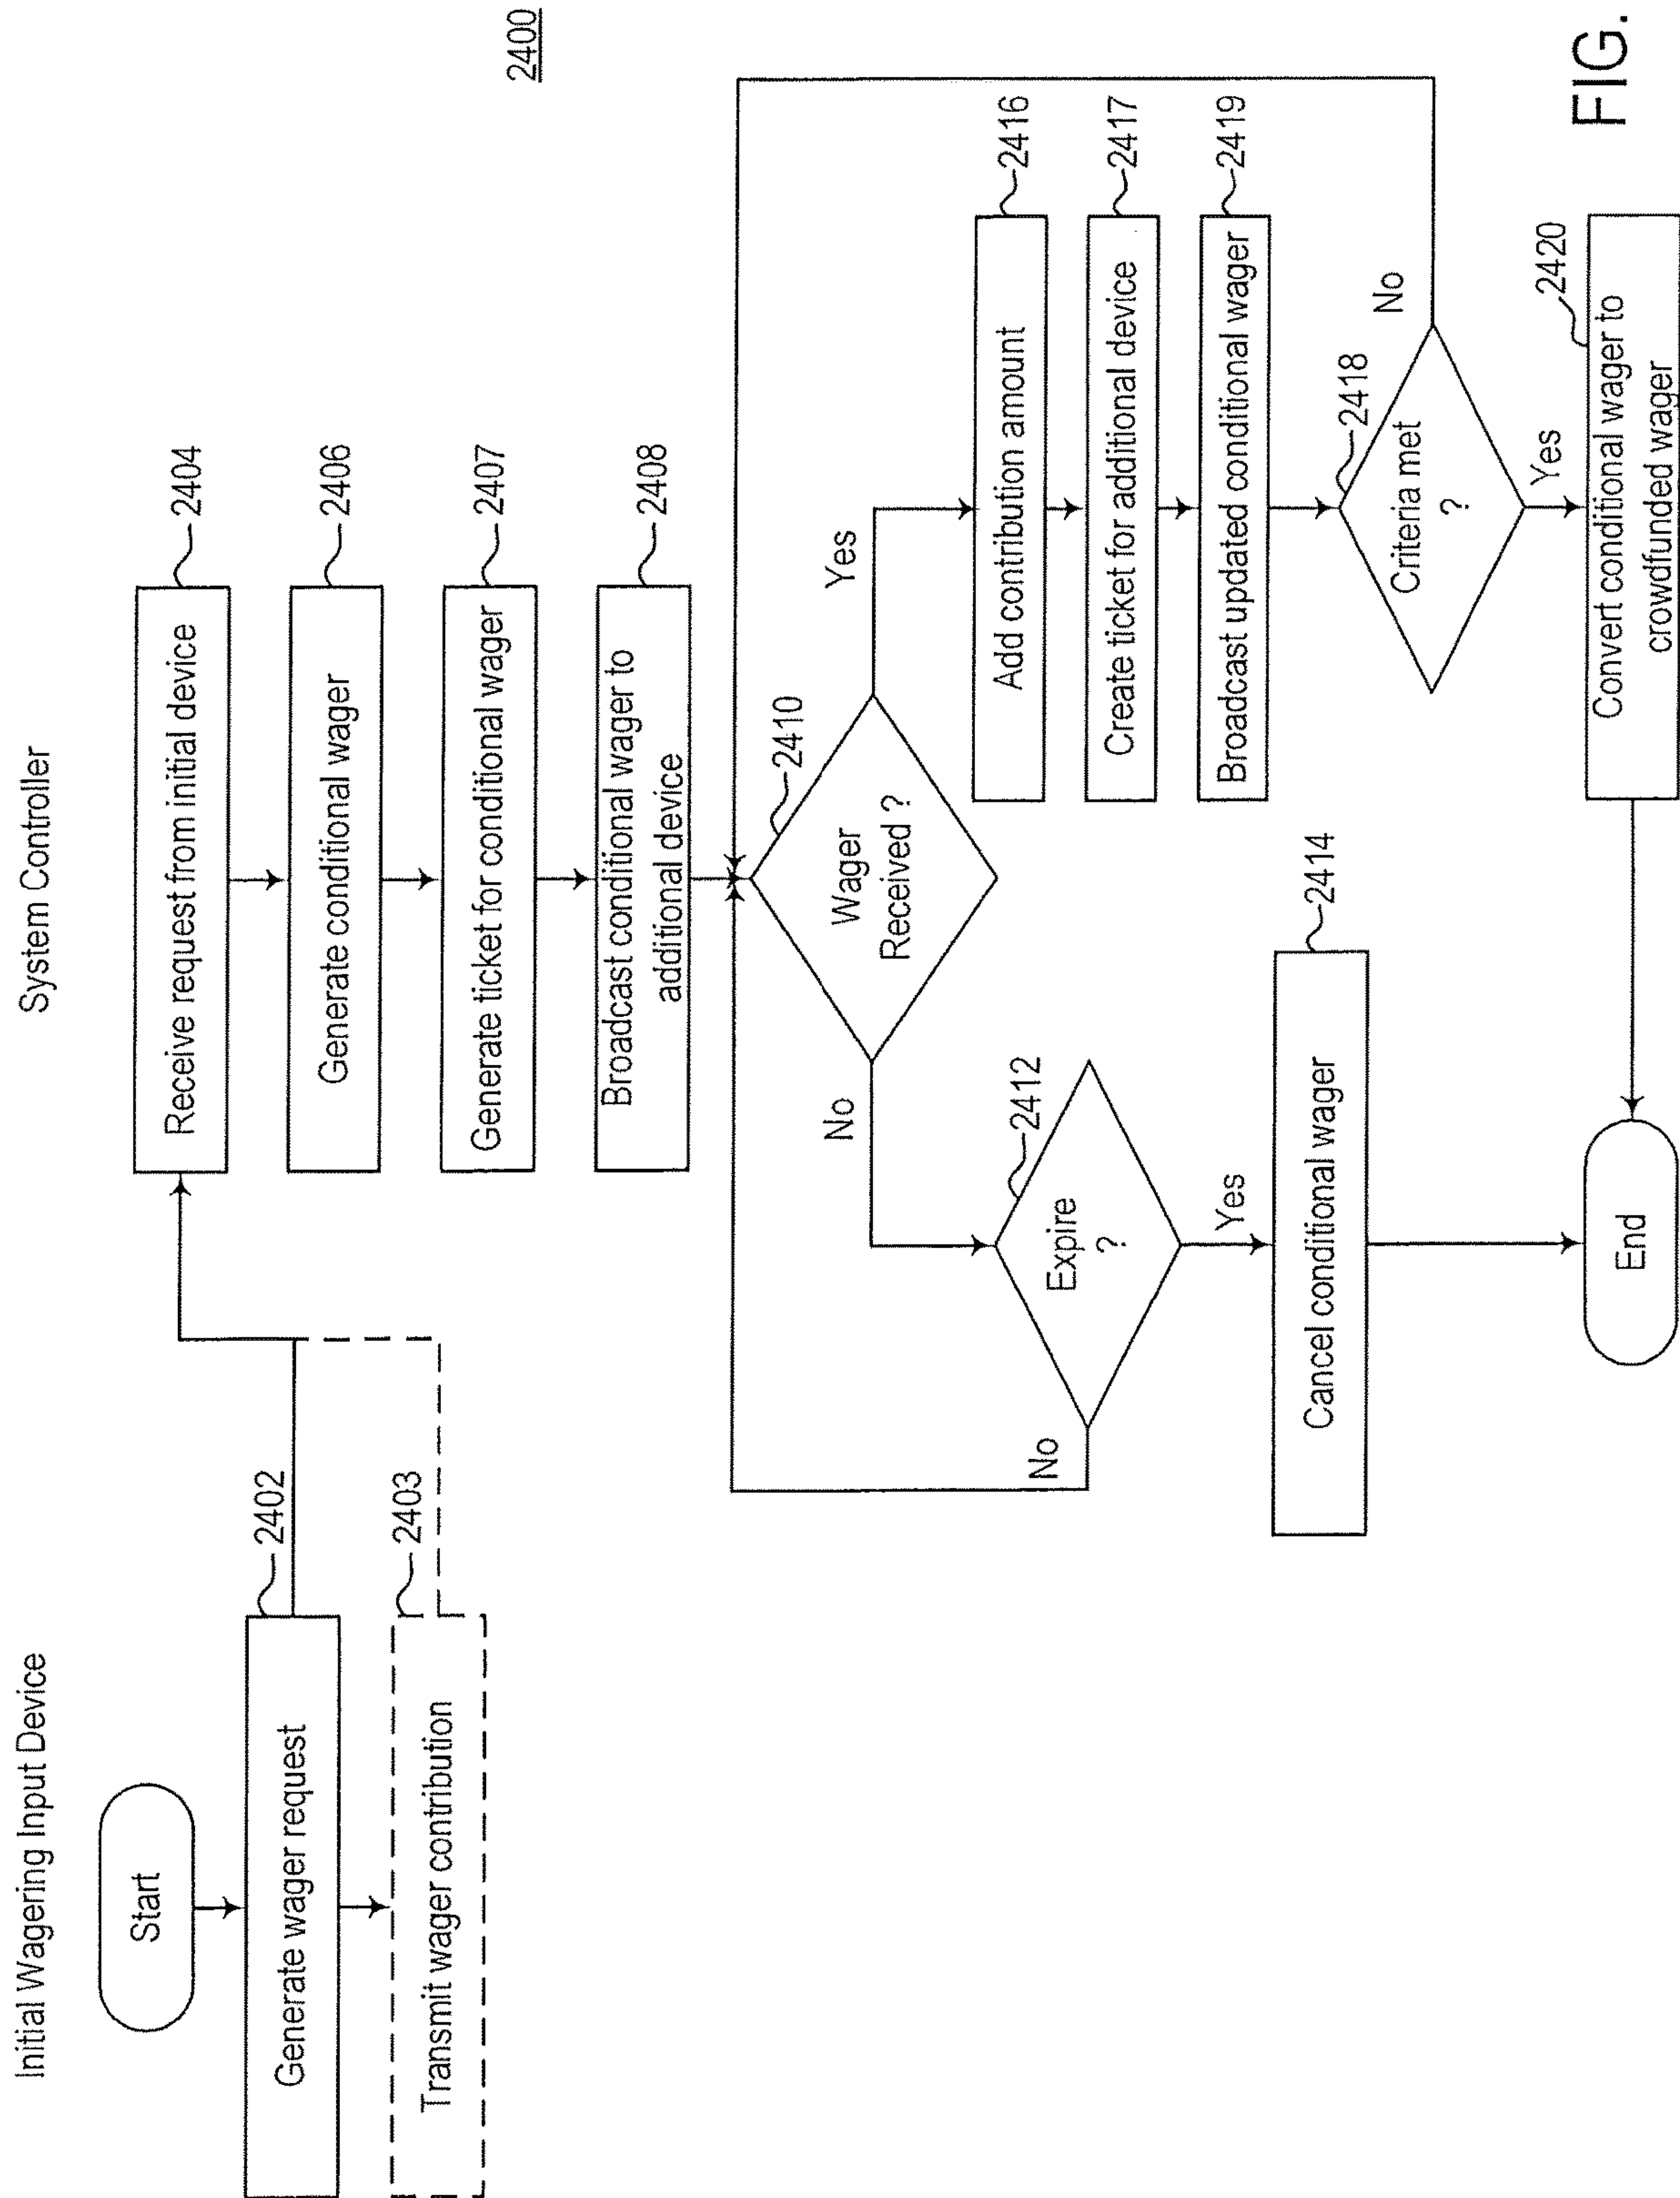 Initial Wagering Input Device
Start
Generate wager request
2402
Transmit wager contribution
2403
System Controller
Receive request from initial device
2404
Generate conditional wager
2406
Generate ticket for conditional wager
2407
Broadcast conditional wager to
additional device
2408
2400
Wager
Received ?
2410
No
Yes
Expire
?
2412
No
Yes
Cancel conditional wager
2414
Add contribution amount
2416
Create ticket for additional device
2417
Broadcast updated conditional wager
2419
Criteria met
?
2418
No
Yes
Convert conditional wager to
crowdfunded wager
2420
End
FIG.